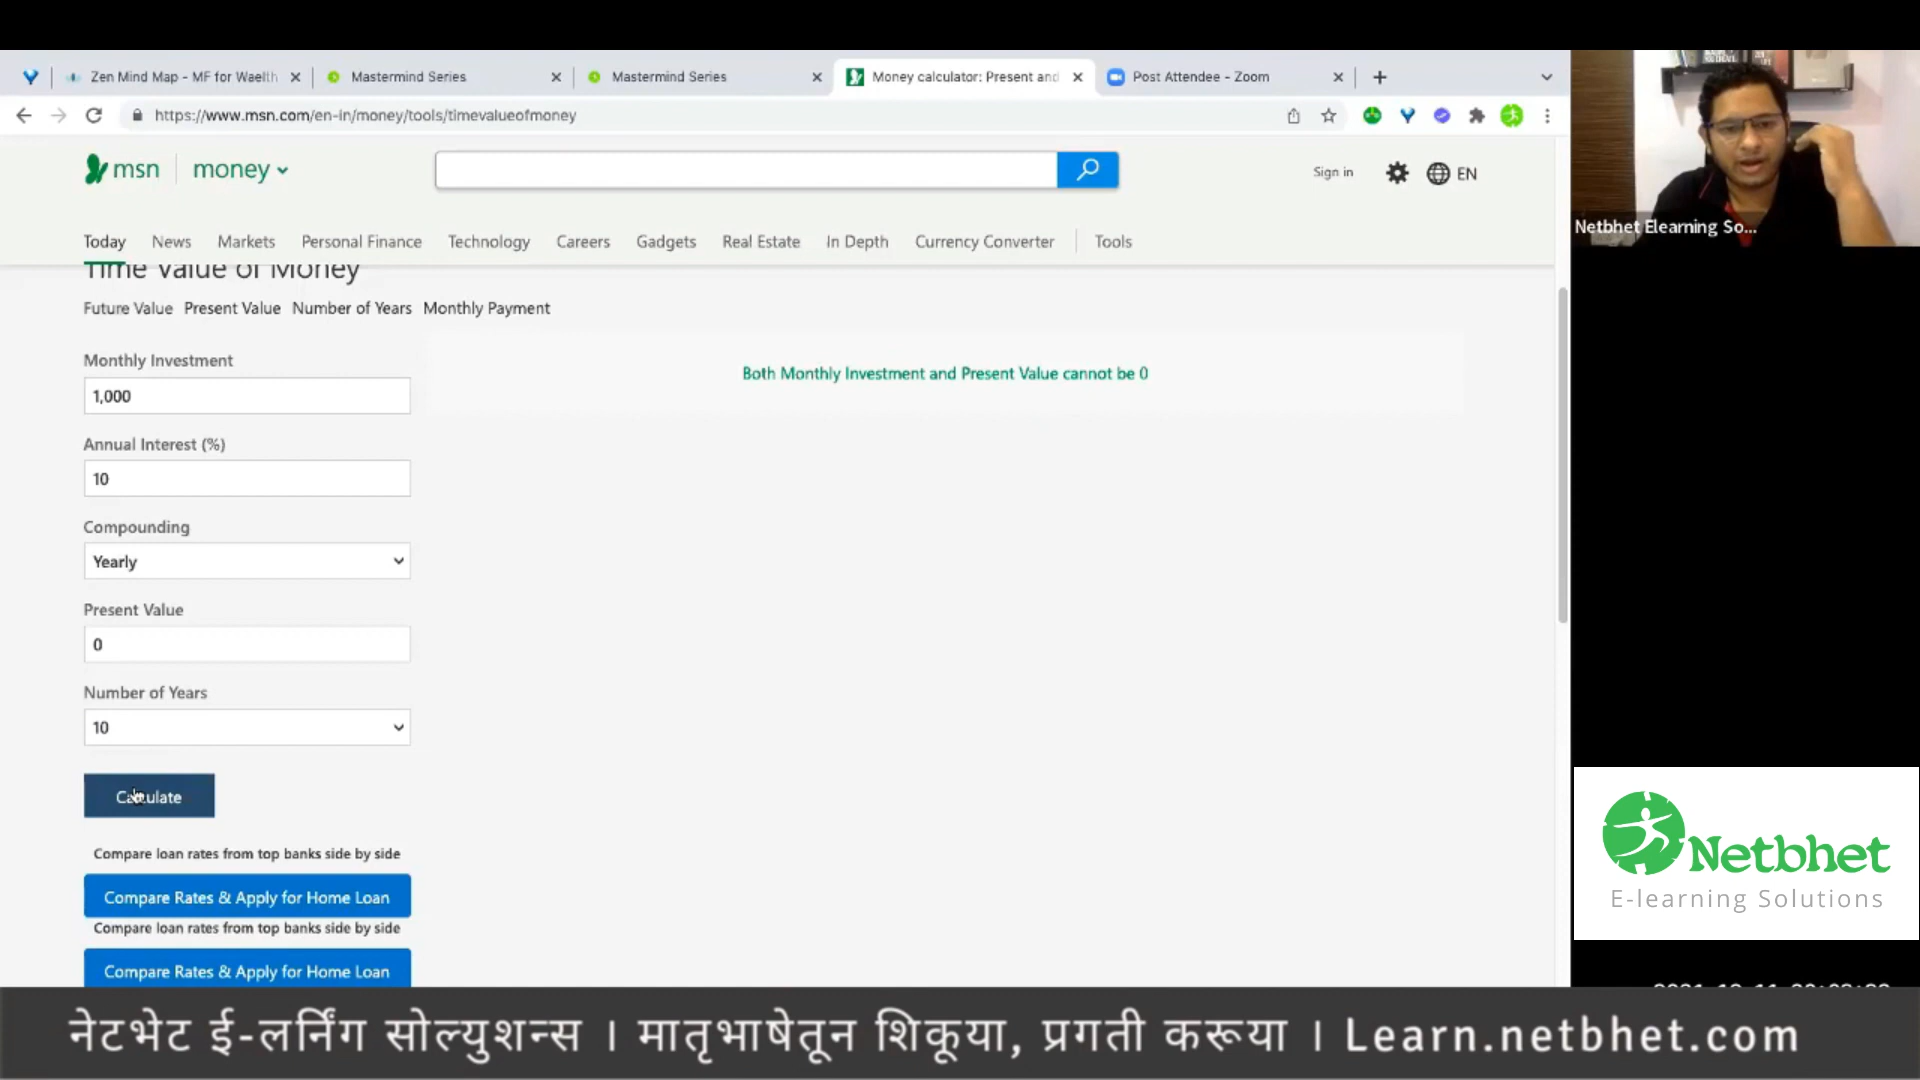 Zen Mind Map - MF for Waelth
Mastermind Series
Mastermind Series
Money calculator: Present and
Post Attendee - Zoom
https://www.msn.com/en-in/money/tools/timevalueofmoney
msn
money
Sign in
EN
Today
News
Markets
Personal Finance
Technology
Careers
Gadgets
Real Estate
In Depth
Currency Converter
Tools
Netbhet Elearning So...
Time Value of Money
Future Value
Present Value
Number of Years
Monthly Payment
Monthly Investment
1,000
Both Monthly Investment and Present Value cannot be 0
Annual Interest (%)
10
Compounding
Yearly
Present Value
0
Number of Years
10
Calculate
Compare loan rates from top banks side by side
Compare Rates & Apply for Home Loan
Compare loan rates from top banks side by side
Compare Rates & Apply for Home Loan
Netbhet
E-learning Solutions
नेटभेट ई-लर्निंग सोल्युशन्स । मातृभाषेतून शिकूया, प्रगती करूया । Learn.netbhet.com